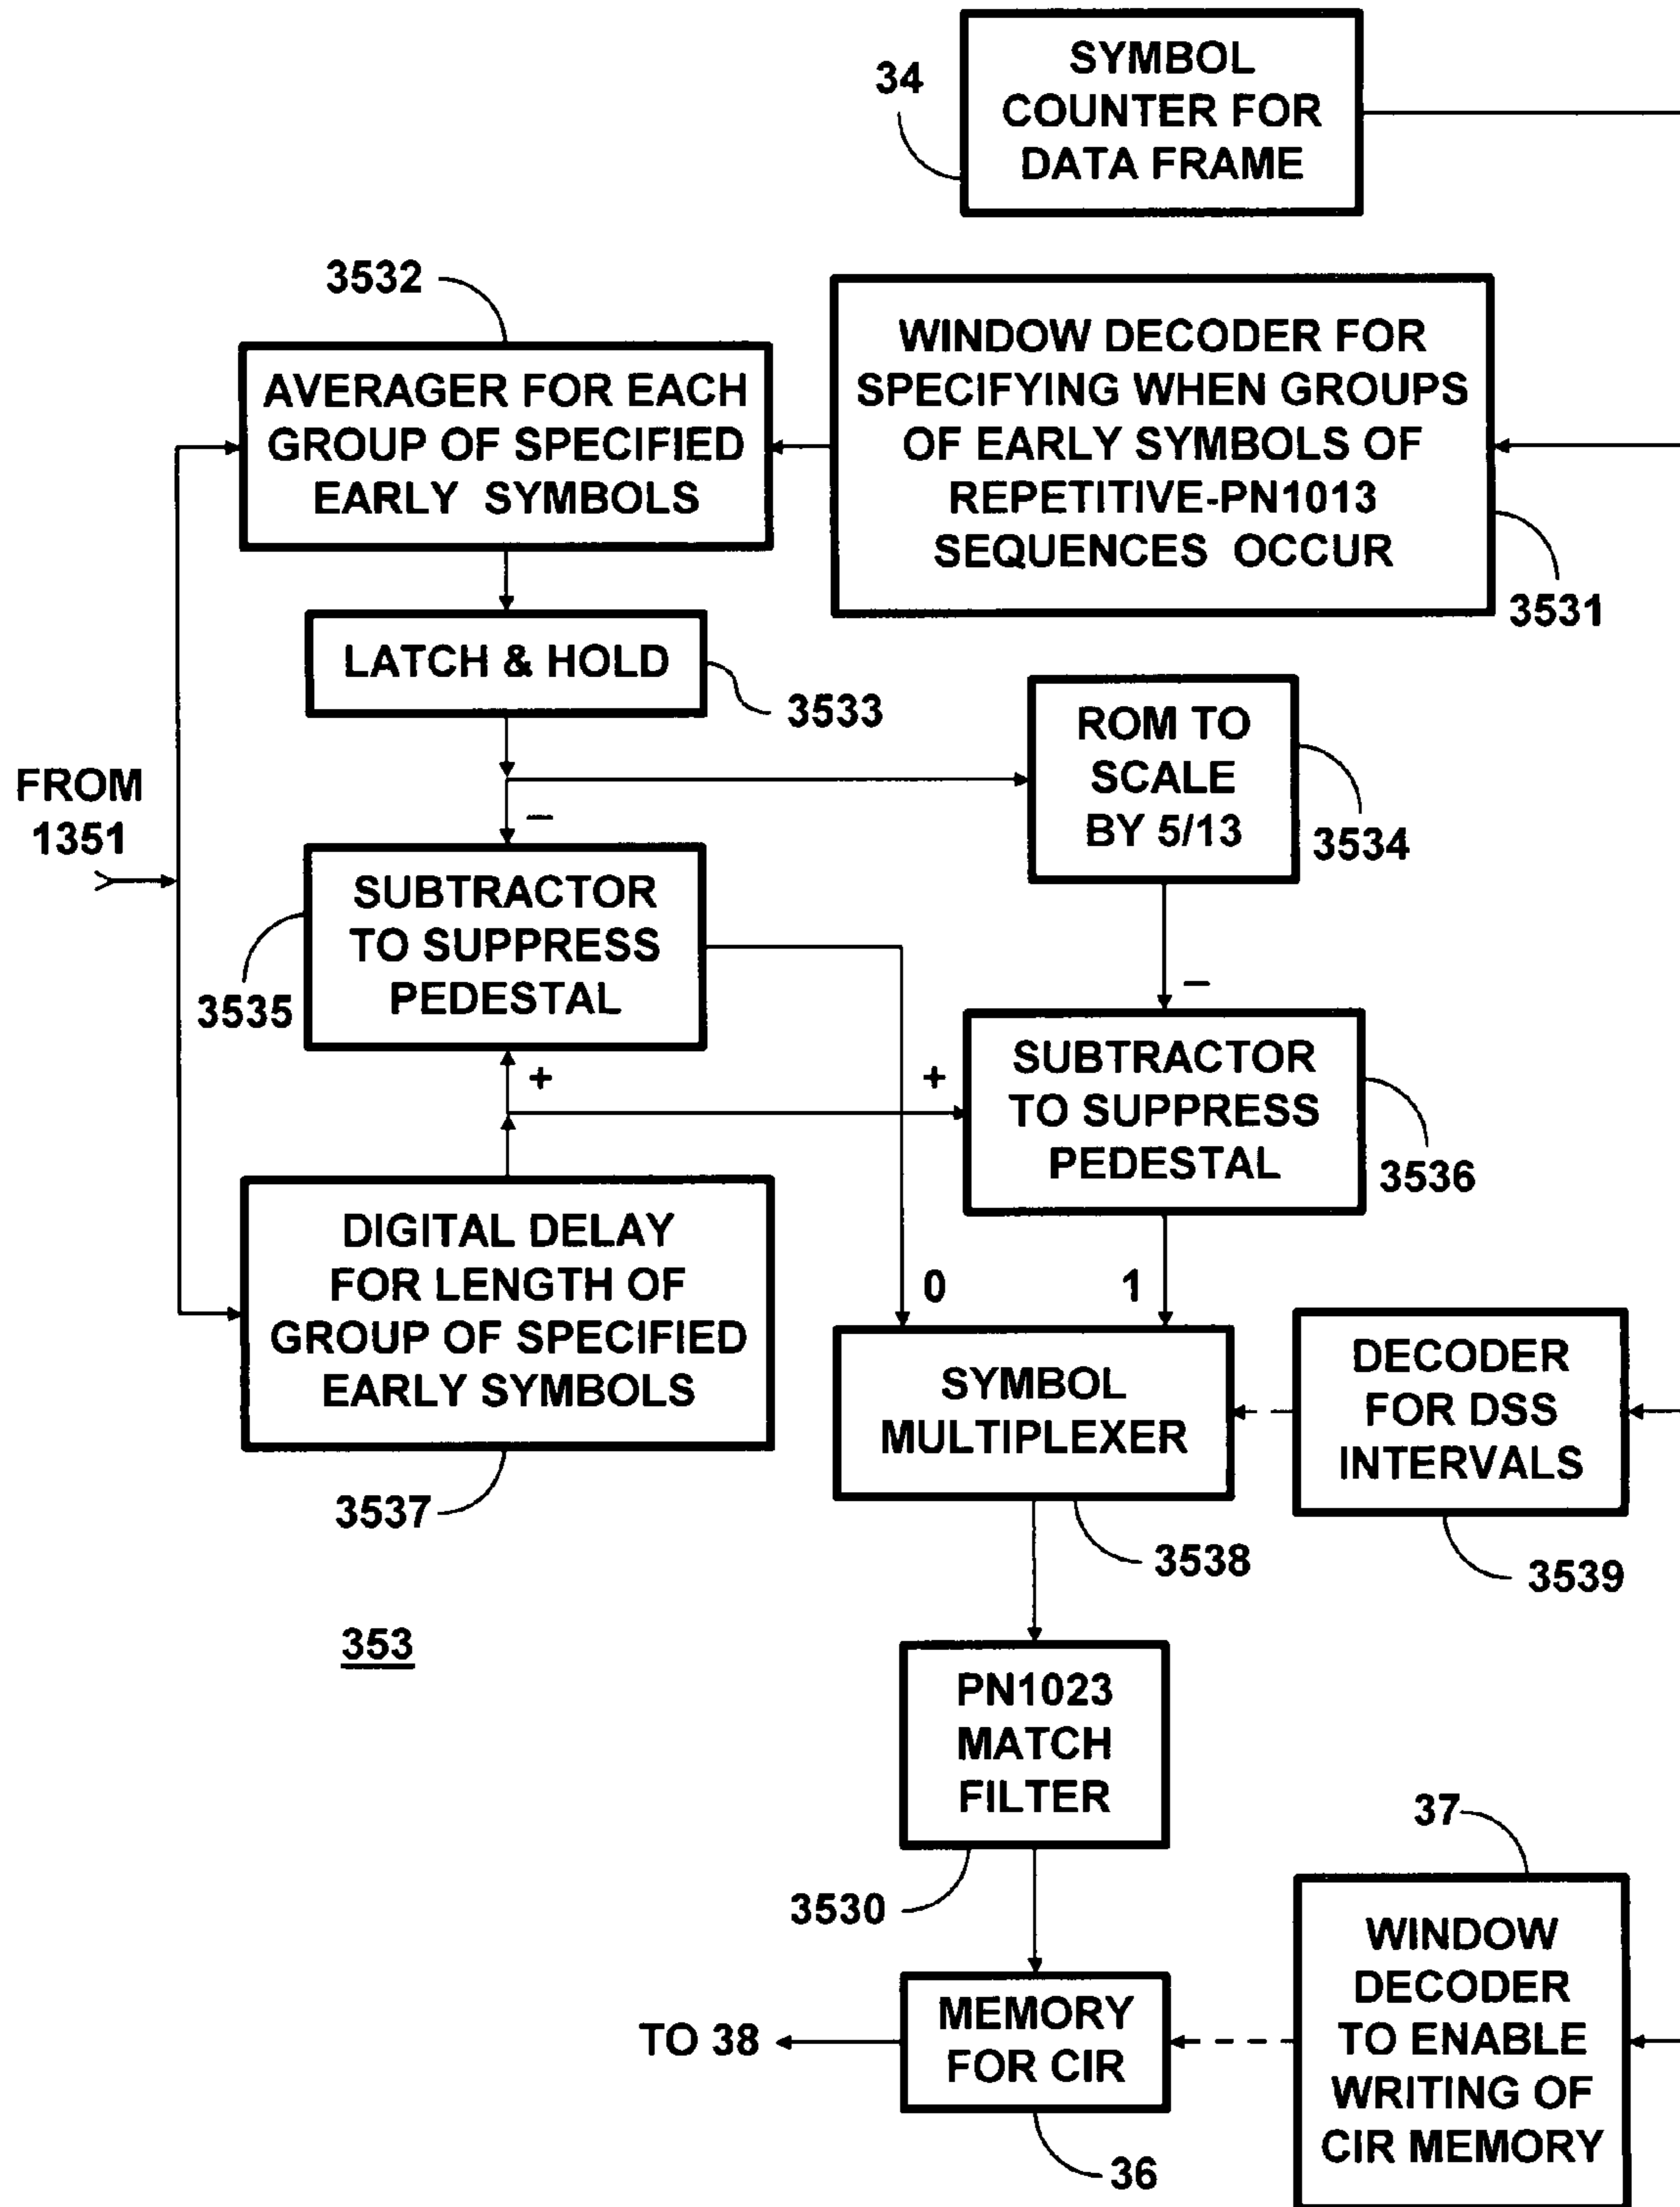 SYMBOL
COUNTER FOR
DATA FRAME
34
3532
AVERAGER FOR EACH
GROUP OF SPECIFIED
EARLY SYMBOLS
WINDOW DECODER FOR
SPECIFYING WHEN GROUPS
OF EARLY SYMBOLS OF
REPETITIVE-PN1013
SEQUENCES OCCUR
3531
LATCH & HOLD
3533
ROM TO
SCALE
BY 5/13
3534
FROM
1351
–
SUBTRACTOR
TO SUPPRESS
PEDESTAL
3535
–
+
+
SUBTRACTOR
TO SUPPRESS
PEDESTAL
3536
DIGITAL DELAY
FOR LENGTH OF
GROUP OF SPECIFIED
EARLY SYMBOLS
3537
0
1
SYMBOL
MULTIPLEXER
3538
DECODER
FOR DSS
INTERVALS
3539
353
PN1023
MATCH
FILTER
3530
37
WINDOW
DECODER
TO ENABLE
WRITING OF
CIR MEMORY
TO 38
MEMORY
FOR CIR
36